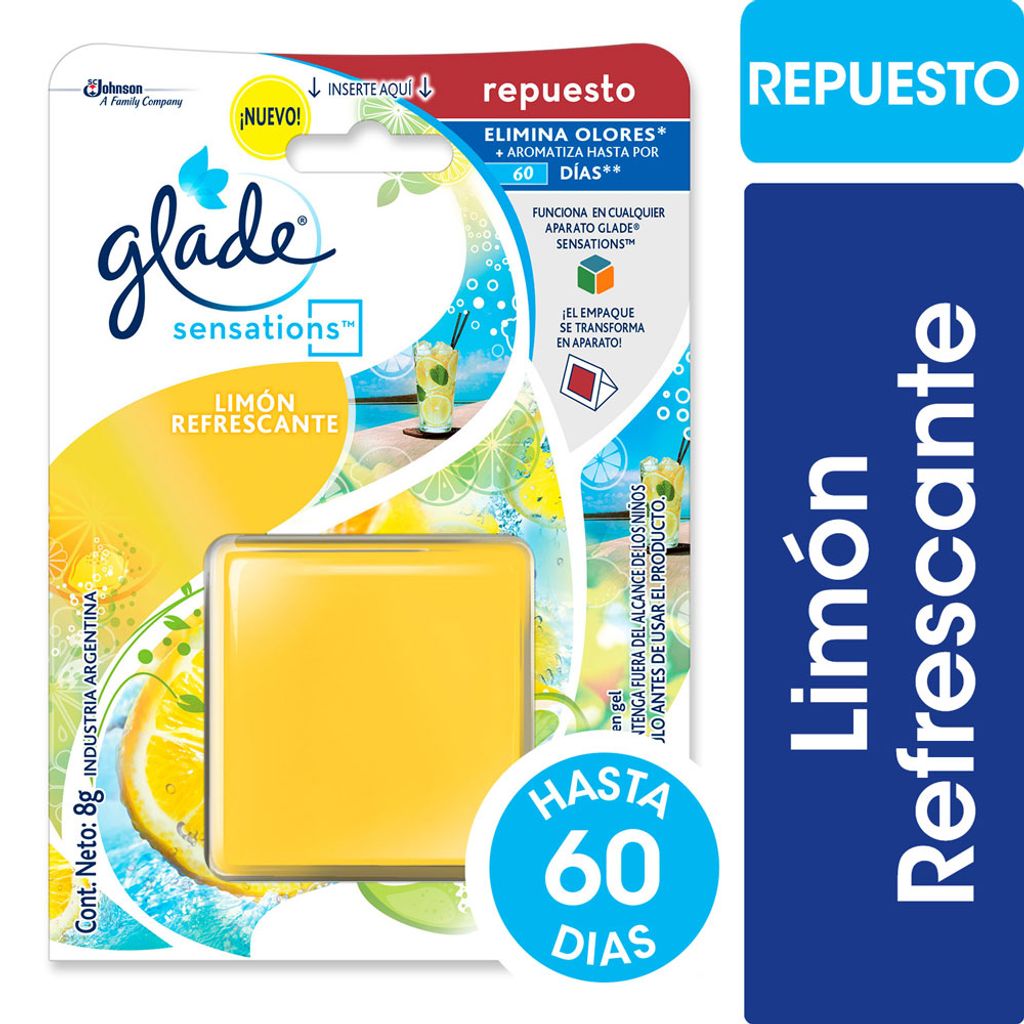 SC Johnson
A Family Company
¡NUEVO!
↓ INSERTE AQUÍ ↓
repuesto
ELIMINA OLORES*
+ AROMATIZA HASTA POR
60 DÍAS**
glade®
sensations™
FUNCIONA EN CUALQUIER
APARATO GLADE®
SENSATIONS™
¡EL EMPAQUE
SE TRANSFORMA
EN APARATO!
LIMÓN
REFRESCANTE
Cont. Neto: 8g - INDUSTRIA ARGENTINA
en gel
FUERA DEL ALCANCE DE LOS NIÑOS
ANTES DE USAR EL PRODUCTO.
HASTA
60
DIAS
REPUESTO
Limón
Refrescante